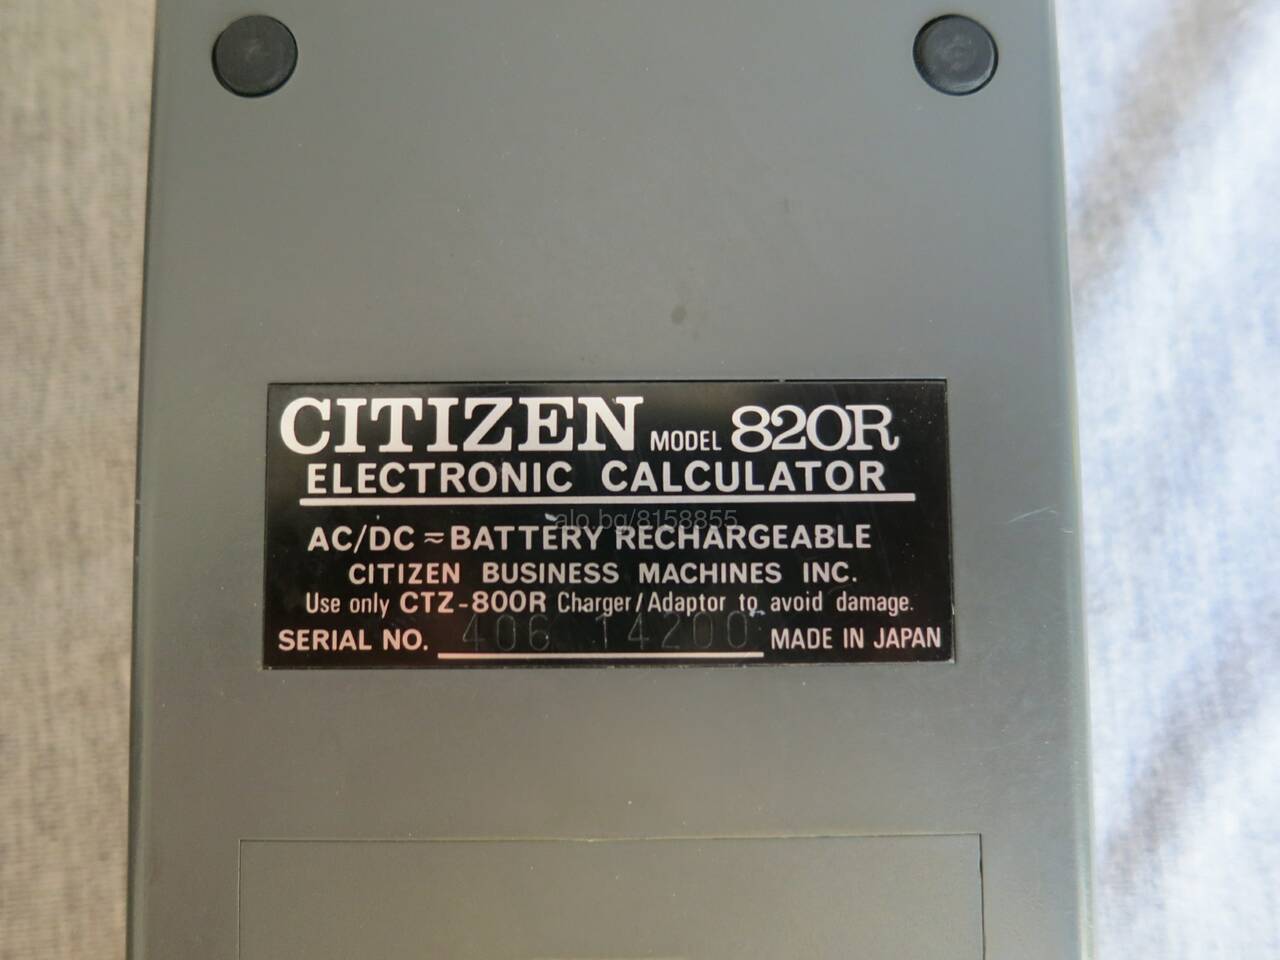 CITIZEN MODEL 820R
ELECTRONIC CALCULATOR
alo.bg/8158855
AC/DC ≂ BATTERY RECHARGEABLE
CITIZEN BUSINESS MACHINES INC.
Use only CTZ-800R Charger/Adaptor to avoid damage.
SERIAL NO. 406 14200 MADE IN JAPAN